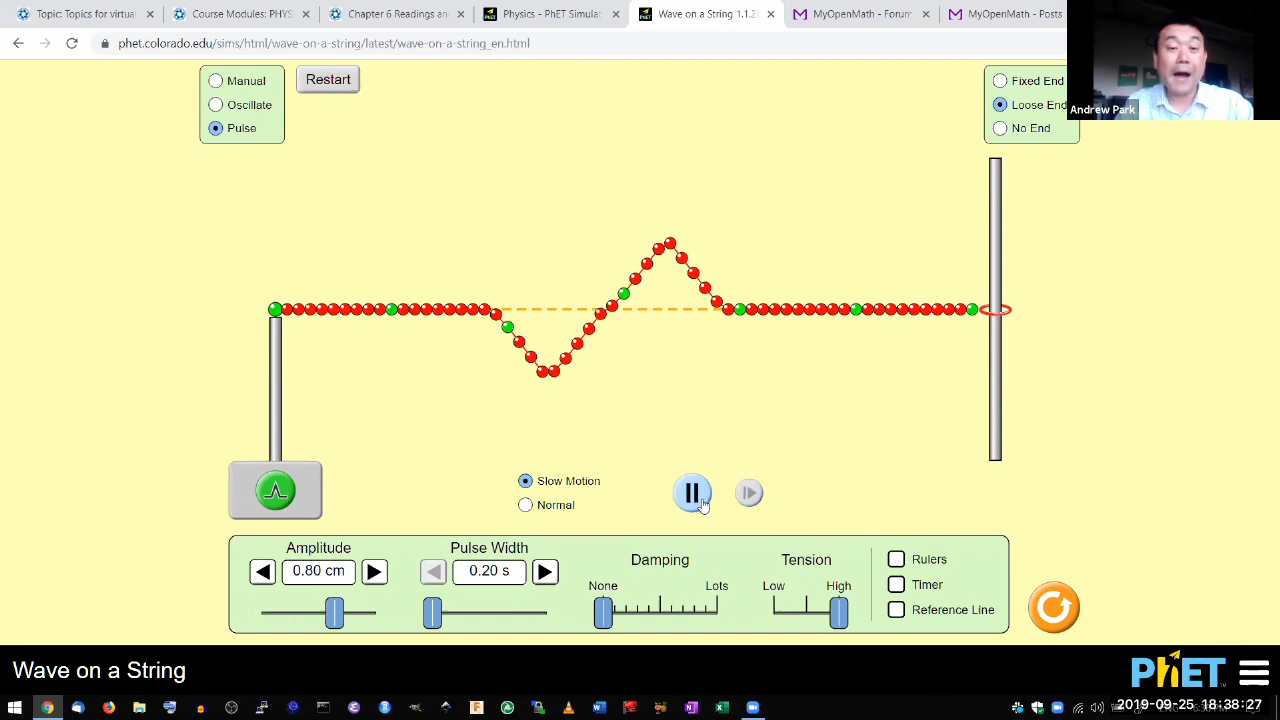 Topic: Topics for virtual
Course Modules: PHYS
Chapter 6 Readings and
Physics - PhET Simulat
Wave on a String 1.1.2
MyOpenMath - Forum
MyOpenMath - Posts
phet.colorado.edu/sims/html/wave-on-a-string/latest/wave-on-a-string_en.html
Manual
Oscillate
Pulse
Restart
Fixed End
Loose End
No End
Andrew Park
Slow Motion
Normal
Amplitude
0.80 cm
Pulse Width
0.20 s
Damping
None
Lots
Tension
Low
High
Rulers
Timer
Reference Line
Wave on a String
PhET
2019-09-25 18:38:27